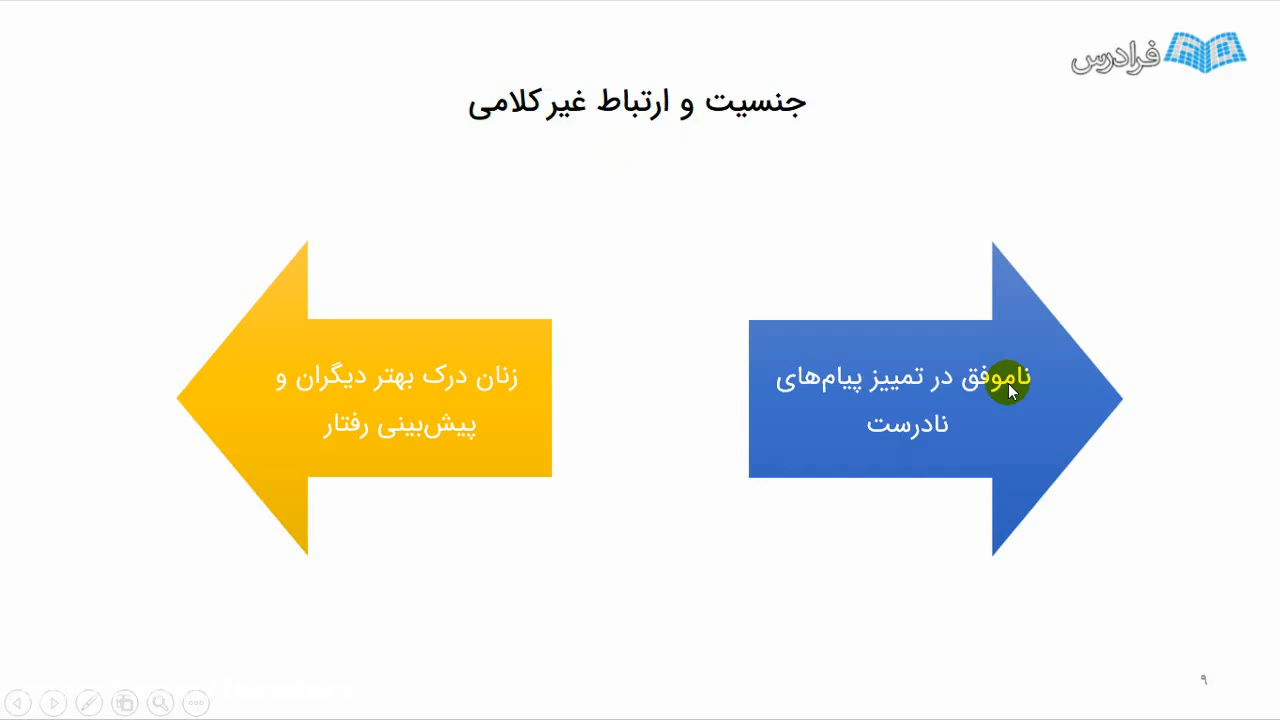 فرادرس
جنسیت و ارتباط غیرکلامی
ناموفق در تمییز پیام‌های
نادرست
زنان درک بهتر دیگران و
پیش‌بینی رفتار
۹